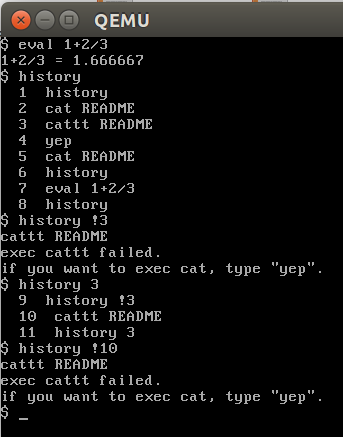 QEMU
$ eval 1+2/3
1+2/3 = 1.666667
$ history
  1  history
  2  cat README
  3  cattt README
  4  yep
  5  cat README
  6  history
  7  eval 1+2/3
  8  history
$ history !3
cattt README
exec cattt failed.
if you want to exec cat, type "yep".
$ history 3
  9  history !3
  10  cattt README
  11  history 3
$ history !10
cattt README
exec cattt failed.
if you want to exec cat, type "yep".
$ _